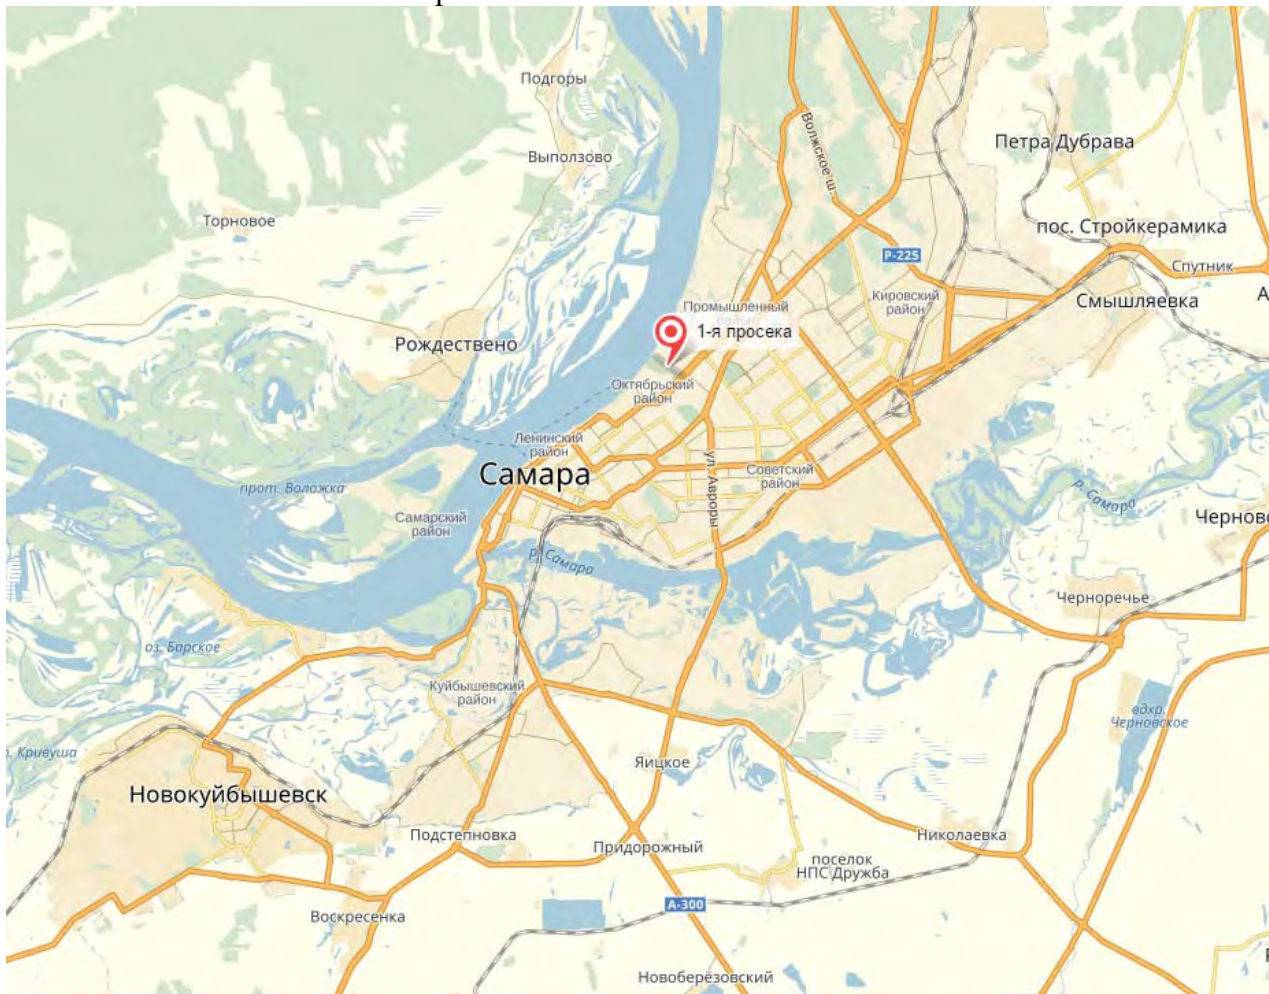 Подгоры
Выползово
Волжское ш.
Петра Дубрава
Торновое
пос. Стройкерамика
Р-225
Спутник
Смышляевка
Промышленный
район
Кировский
район
1-я просека
Рождествено
Октябрьский
район
Ленинский
район
Самара
ул. Авроры
Советский
район
прот. Воложка
р. Самара
Самарский
район
р. Самара
Черноречье
оз. Барское
Куйбышевский
район
вдхр.
Черновское
Яицкое
Новокуйбышевск
Подстепновка
Придорожный
Николаевка
поселок
НПС Дружба
А-300
Воскресенка
Новоберёзовский